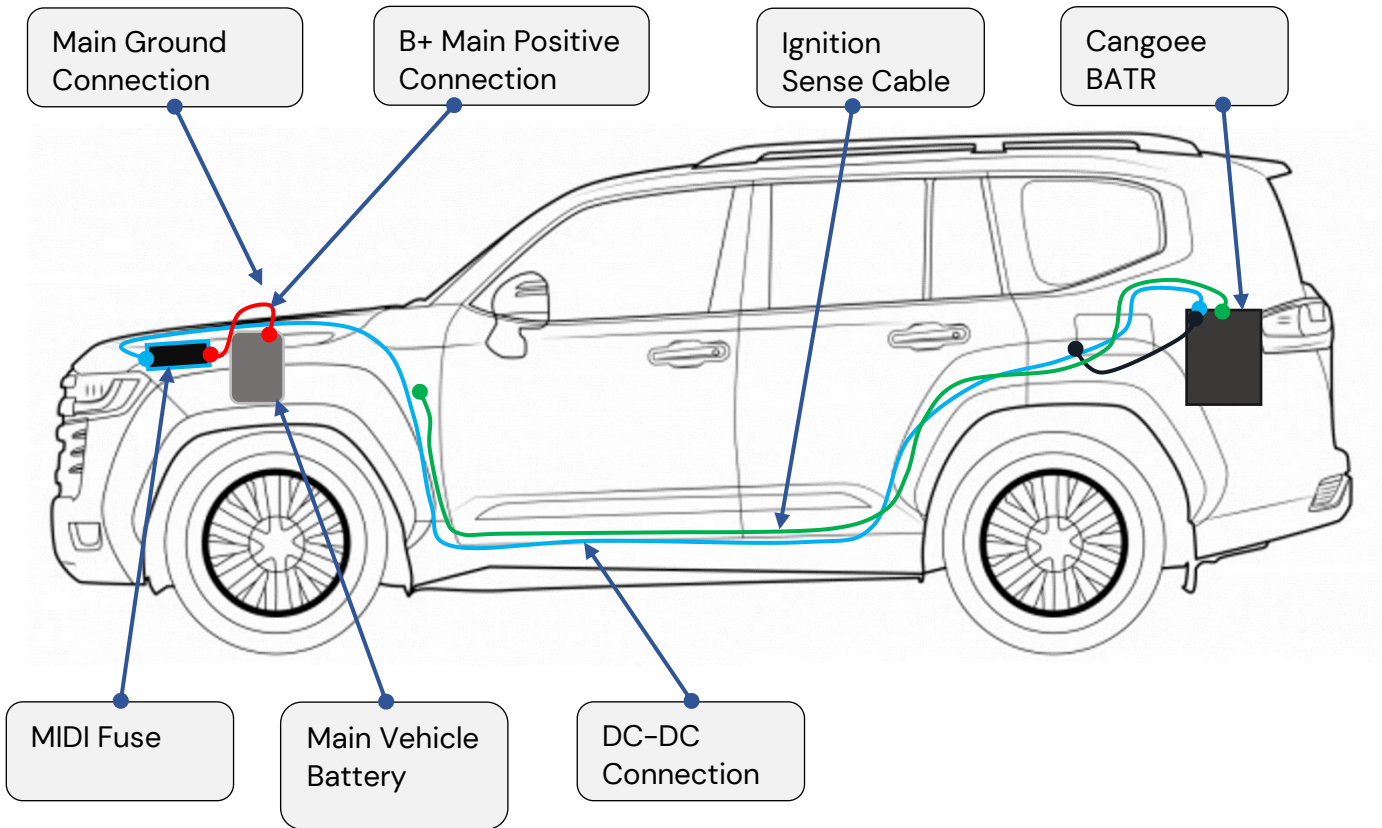 Main Ground
Connection
B+ Main Positive
Connection
Ignition
Sense Cable
Cangoee
BATR
MIDI Fuse
Main Vehicle
Battery
DC-DC
Connection